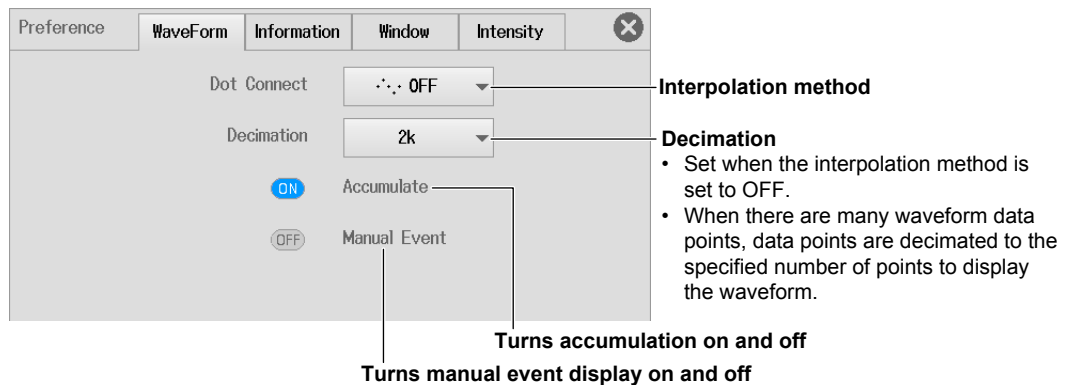 Preference WaveForm Information Window Intensity
Dot Connect OFF Interpolation method
Decimation 2k Decimation
• Set when the interpolation method is
set to OFF.
ON Accumulate
• When there are many waveform data
points, data points are decimated to the
OFF Manual Event
specified number of points to display
the waveform.
Turns accumulation on and off
Turns manual event display on and off